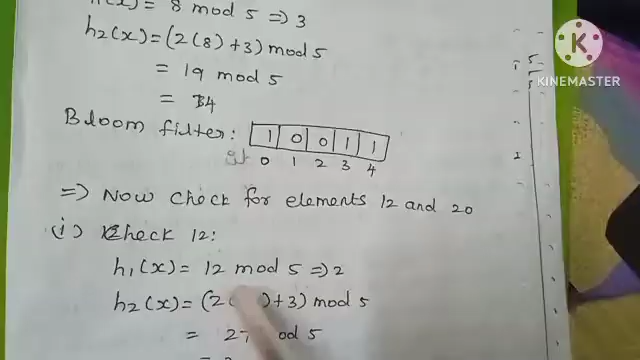 h1(x) = 8 mod 5 => 3
h2(x) = (2(8)+3) mod 5
= 19 mod 5
= 4
Bloom filter: 1 0 0 1 1
0 1 2 3 4
=> Now check for elements 12 and 20
(i) Check 12:
h1(x) = 12 mod 5 => 2
h2(x) = (2( )+3) mod 5
= 27 od 5
K
KINEMASTER